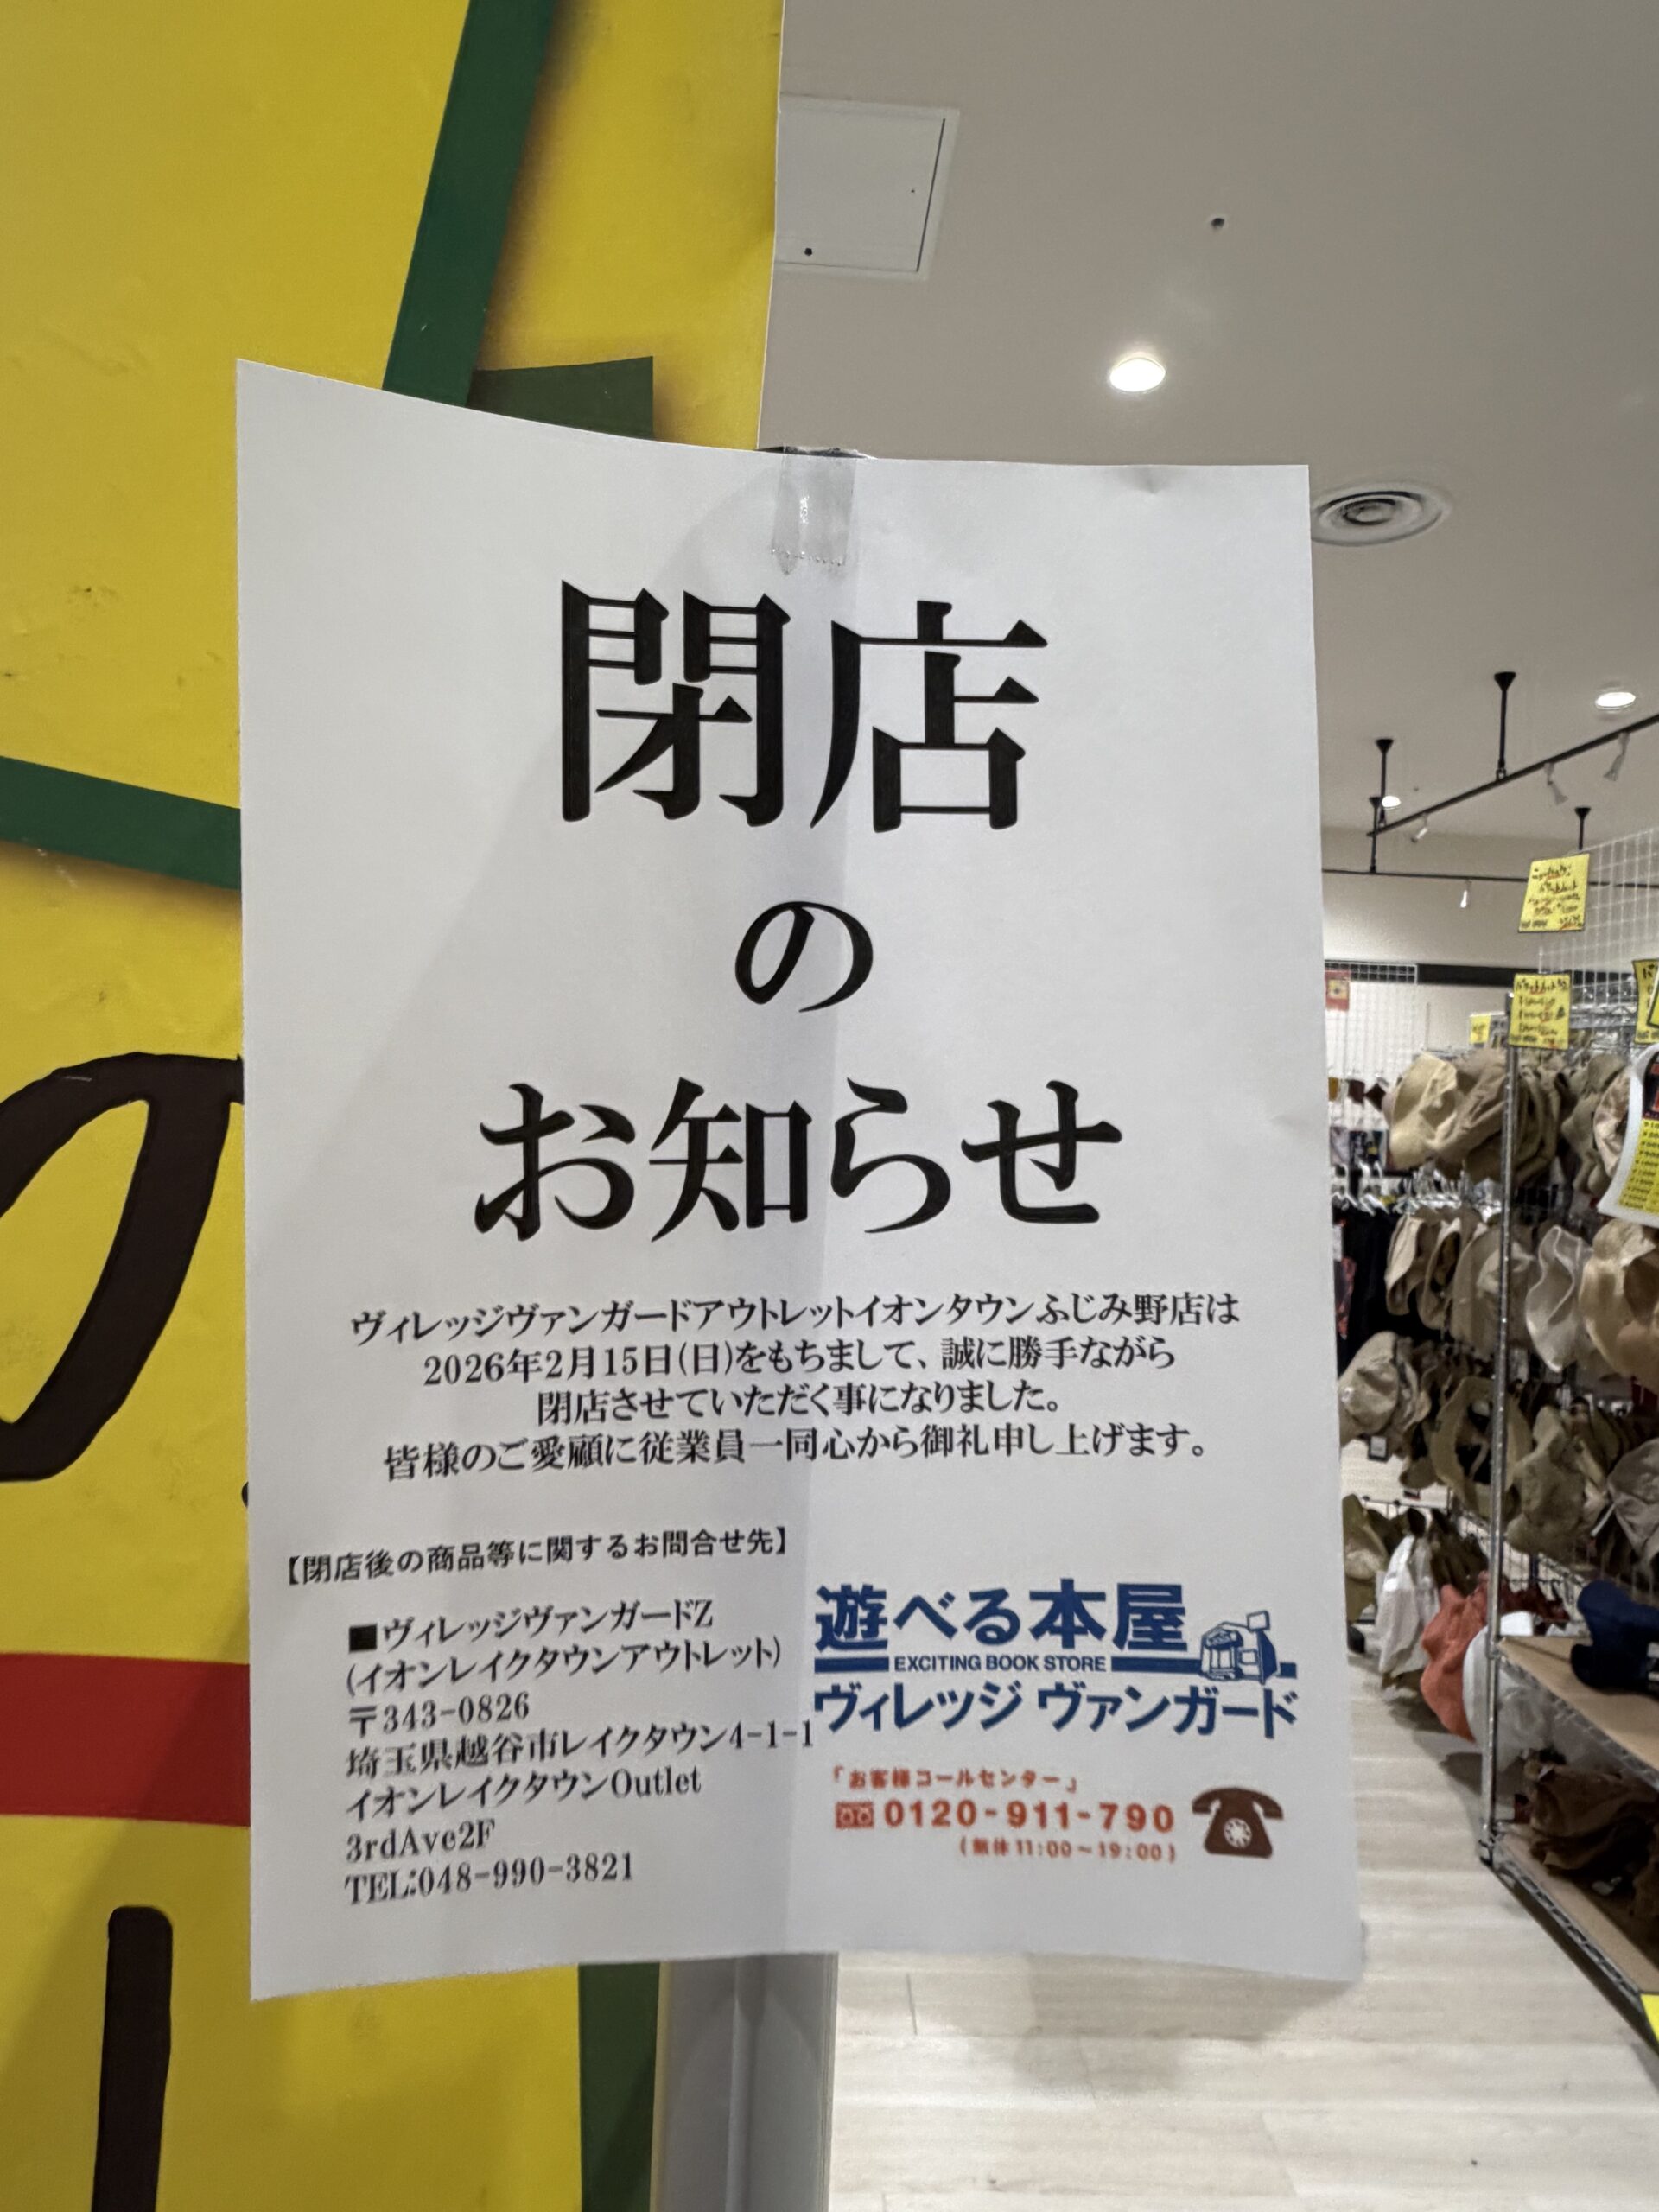 閉店
の
お知らせ
ヴィレッジヴァンガードアウトレットイオンタウンふじみ野店は
2026年2月15日(日)をもちまして、誠に勝手ながら
閉店させていただく事になりました。
皆様のご愛顧に従業員一同心から御礼申し上げます。
【閉店後の商品等に関するお問合せ先】
■ヴィレッジヴァンガードZ
(イオンレイクタウンアウトレット)
〒343-0826
埼玉県越谷市レイクタウン4-1-1
イオンレイクタウンOutlet
3rdAve2F
TEL:048-990-3821
遊べる本屋
EXCITING BOOK STORE
ヴィレッジ ヴァンガード
「お客様コールセンター」
0120-911-790
(無休 11:00〜19:00)